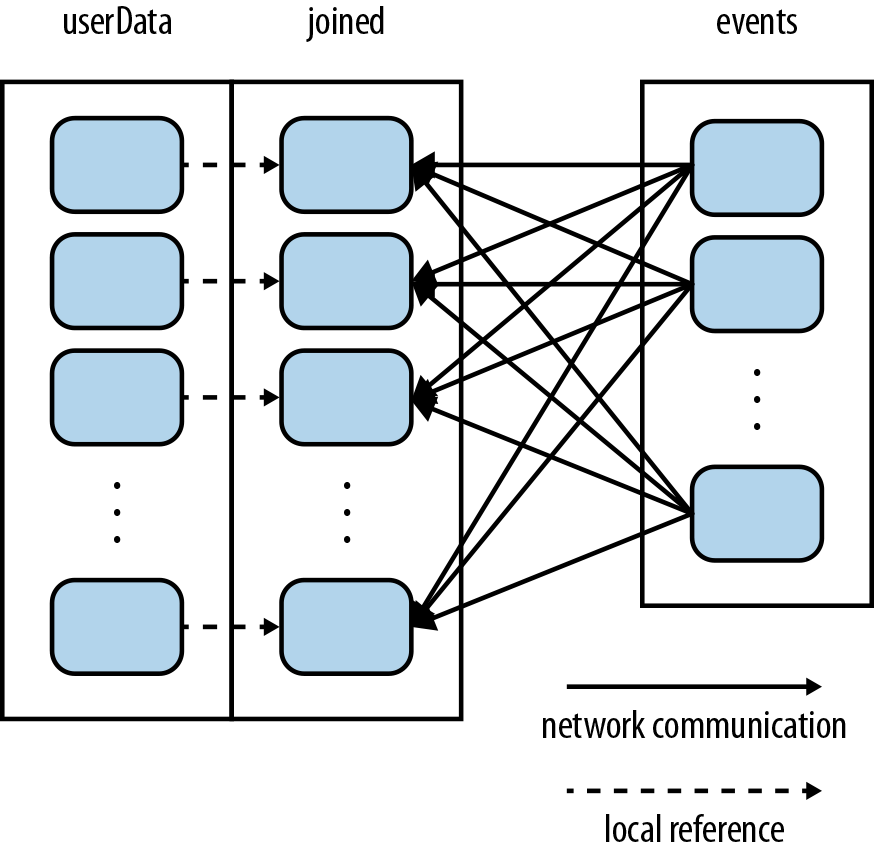 userData
joined
events
network communication
local reference